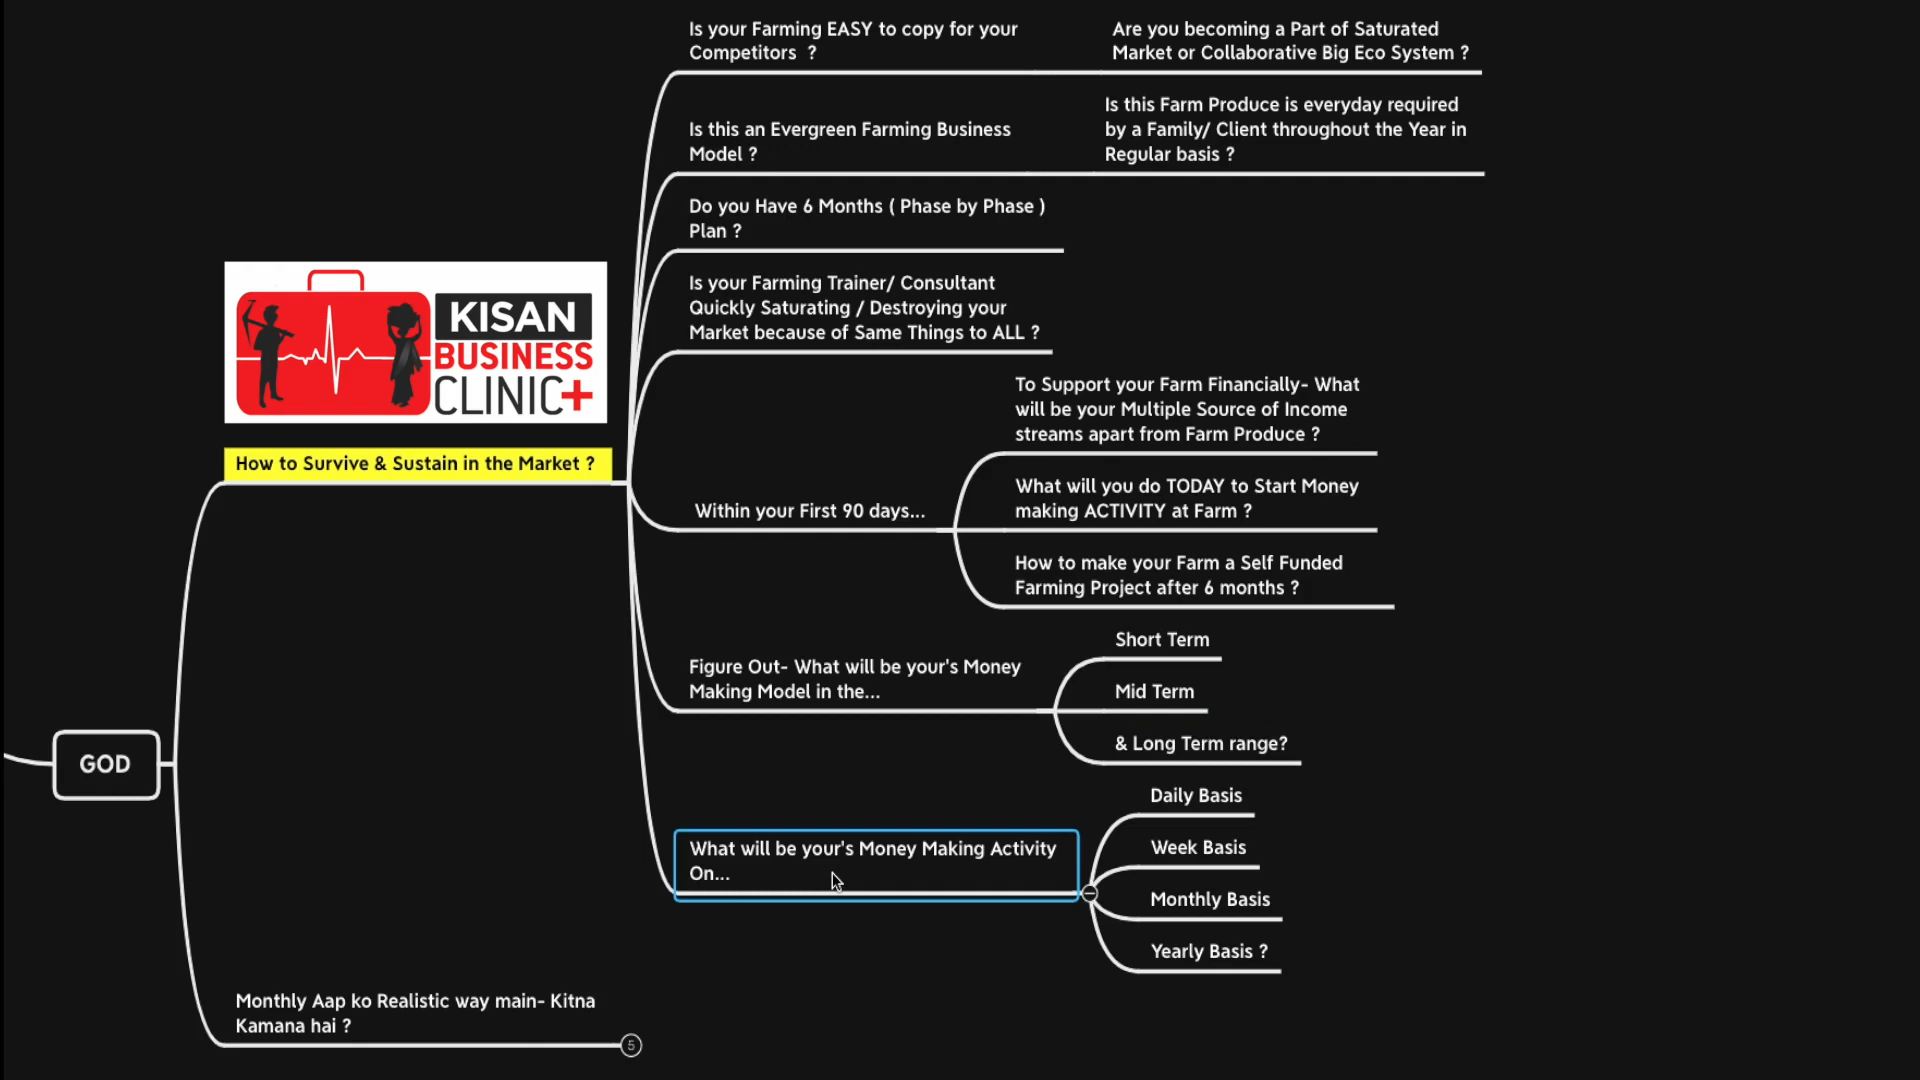 Is your Farming EASY to copy for your
Competitors ?
Are you becoming a Part of Saturated
Market or Collaborative Big Eco System ?
Is this an Evergreen Farming Business
Model ?
Is this Farm Produce is everyday required
by a Family/ Client throughout the Year in
Regular basis ?
Do you Have 6 Months ( Phase by Phase )
Plan ?
Is your Farming Trainer/ Consultant
Quickly Saturating / Destroying your
Market because of Same Things to ALL ?
KISAN
BUSINESS
CLINIC+
How to Survive & Sustain in the Market ?
Within your First 90 days...
To Support your Farm Financially- What
will be your Multiple Source of Income
streams apart from Farm Produce ?
What will you do TODAY to Start Money
making ACTIVITY at Farm ?
How to make your Farm a Self Funded
Farming Project after 6 months ?
Figure Out- What will be your's Money
Making Model in the...
Short Term
Mid Term
& Long Term range?
GOD
What will be your's Money Making Activity
On...
Daily Basis
Week Basis
Monthly Basis
Yearly Basis ?
Monthly Aap ko Realistic way main- Kitna
Kamana hai ?
5